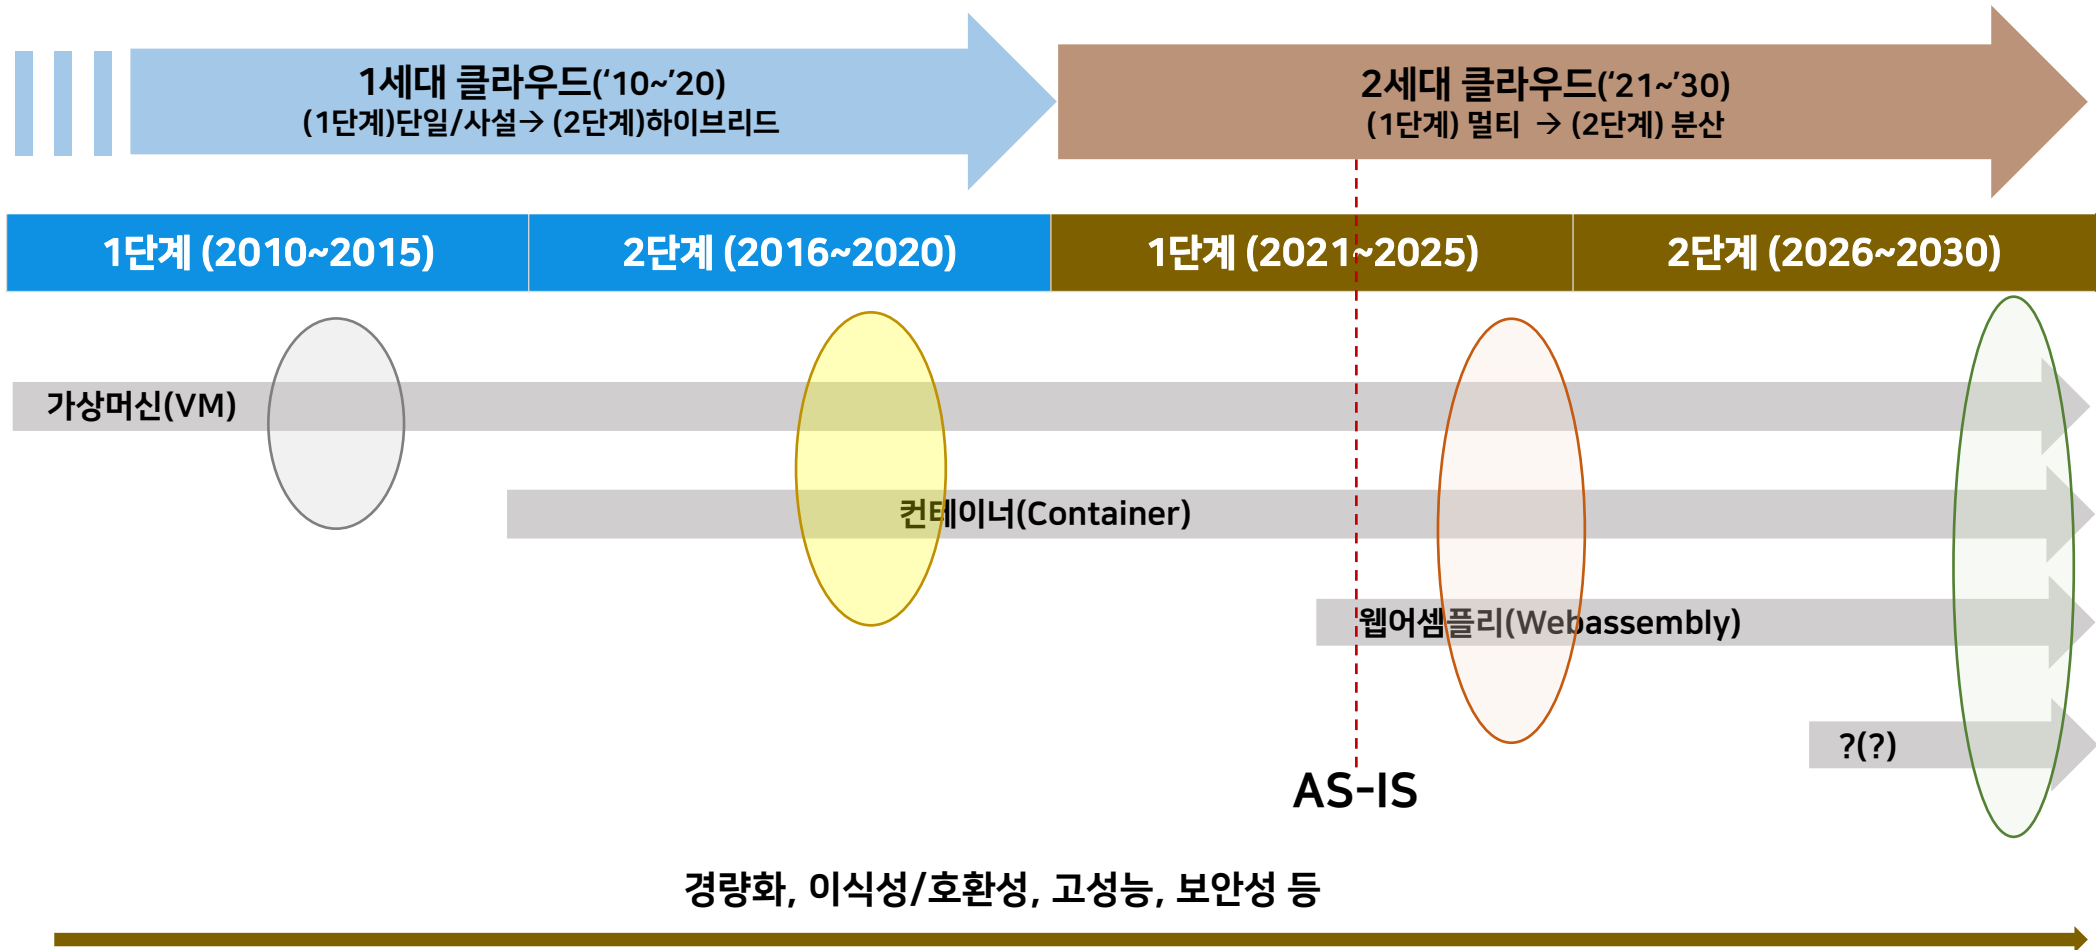 1세대 클라우드(‘10~’20)
(1단계)단일/사설→ (2단계)하이브리드
2세대 클라우드(‘21~’30)
(1단계) 멀티 → (2단계) 분산
1단계 (2010~2015)
2단계 (2016~2020)
1단계 (2021~2025)
2단계 (2026~2030)
가상머신(VM)
컨테이너(Container)
웹어셈플리(Webassembly)
?(?)
AS-IS
경량화, 이식성/호환성, 고성능, 보안성 등